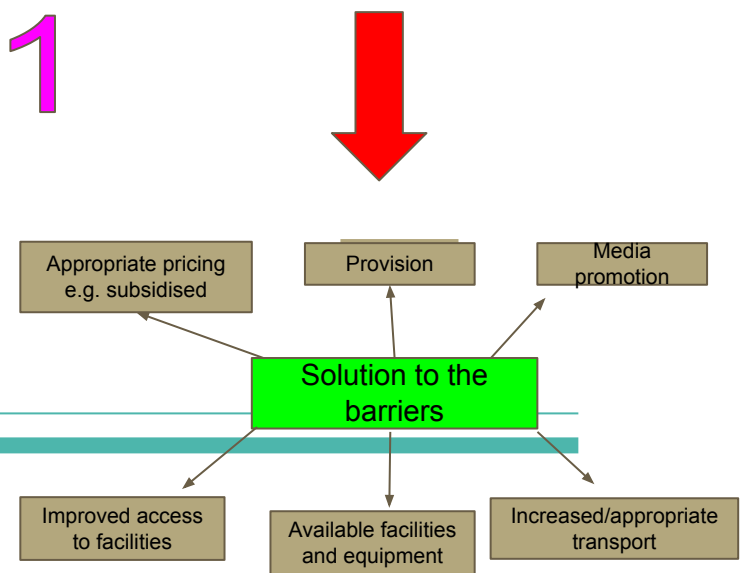 1
Appropriate pricing
e.g. subsidised
Provision
Media
promotion
Solution to the
barriers
Improved access
to facilities
Available facilities
and equipment
Increased/appropriate
transport